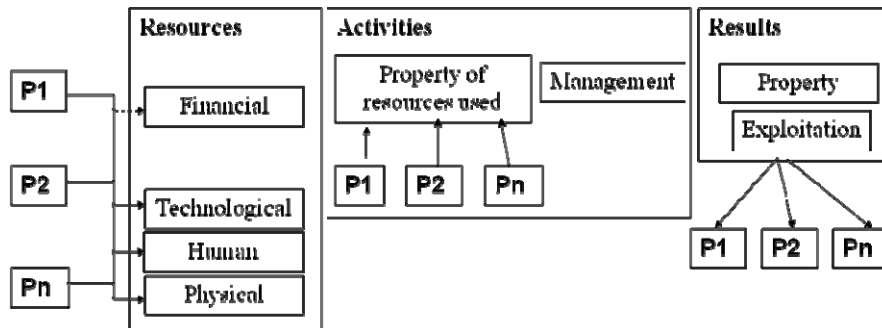 Resources
P1
Financial
P2
Technological
Human
Pn
Physical
Activities
Property of
resources used
Management
P1
P2
Pn
Results
Property
Exploitation
P1
P2
Pn